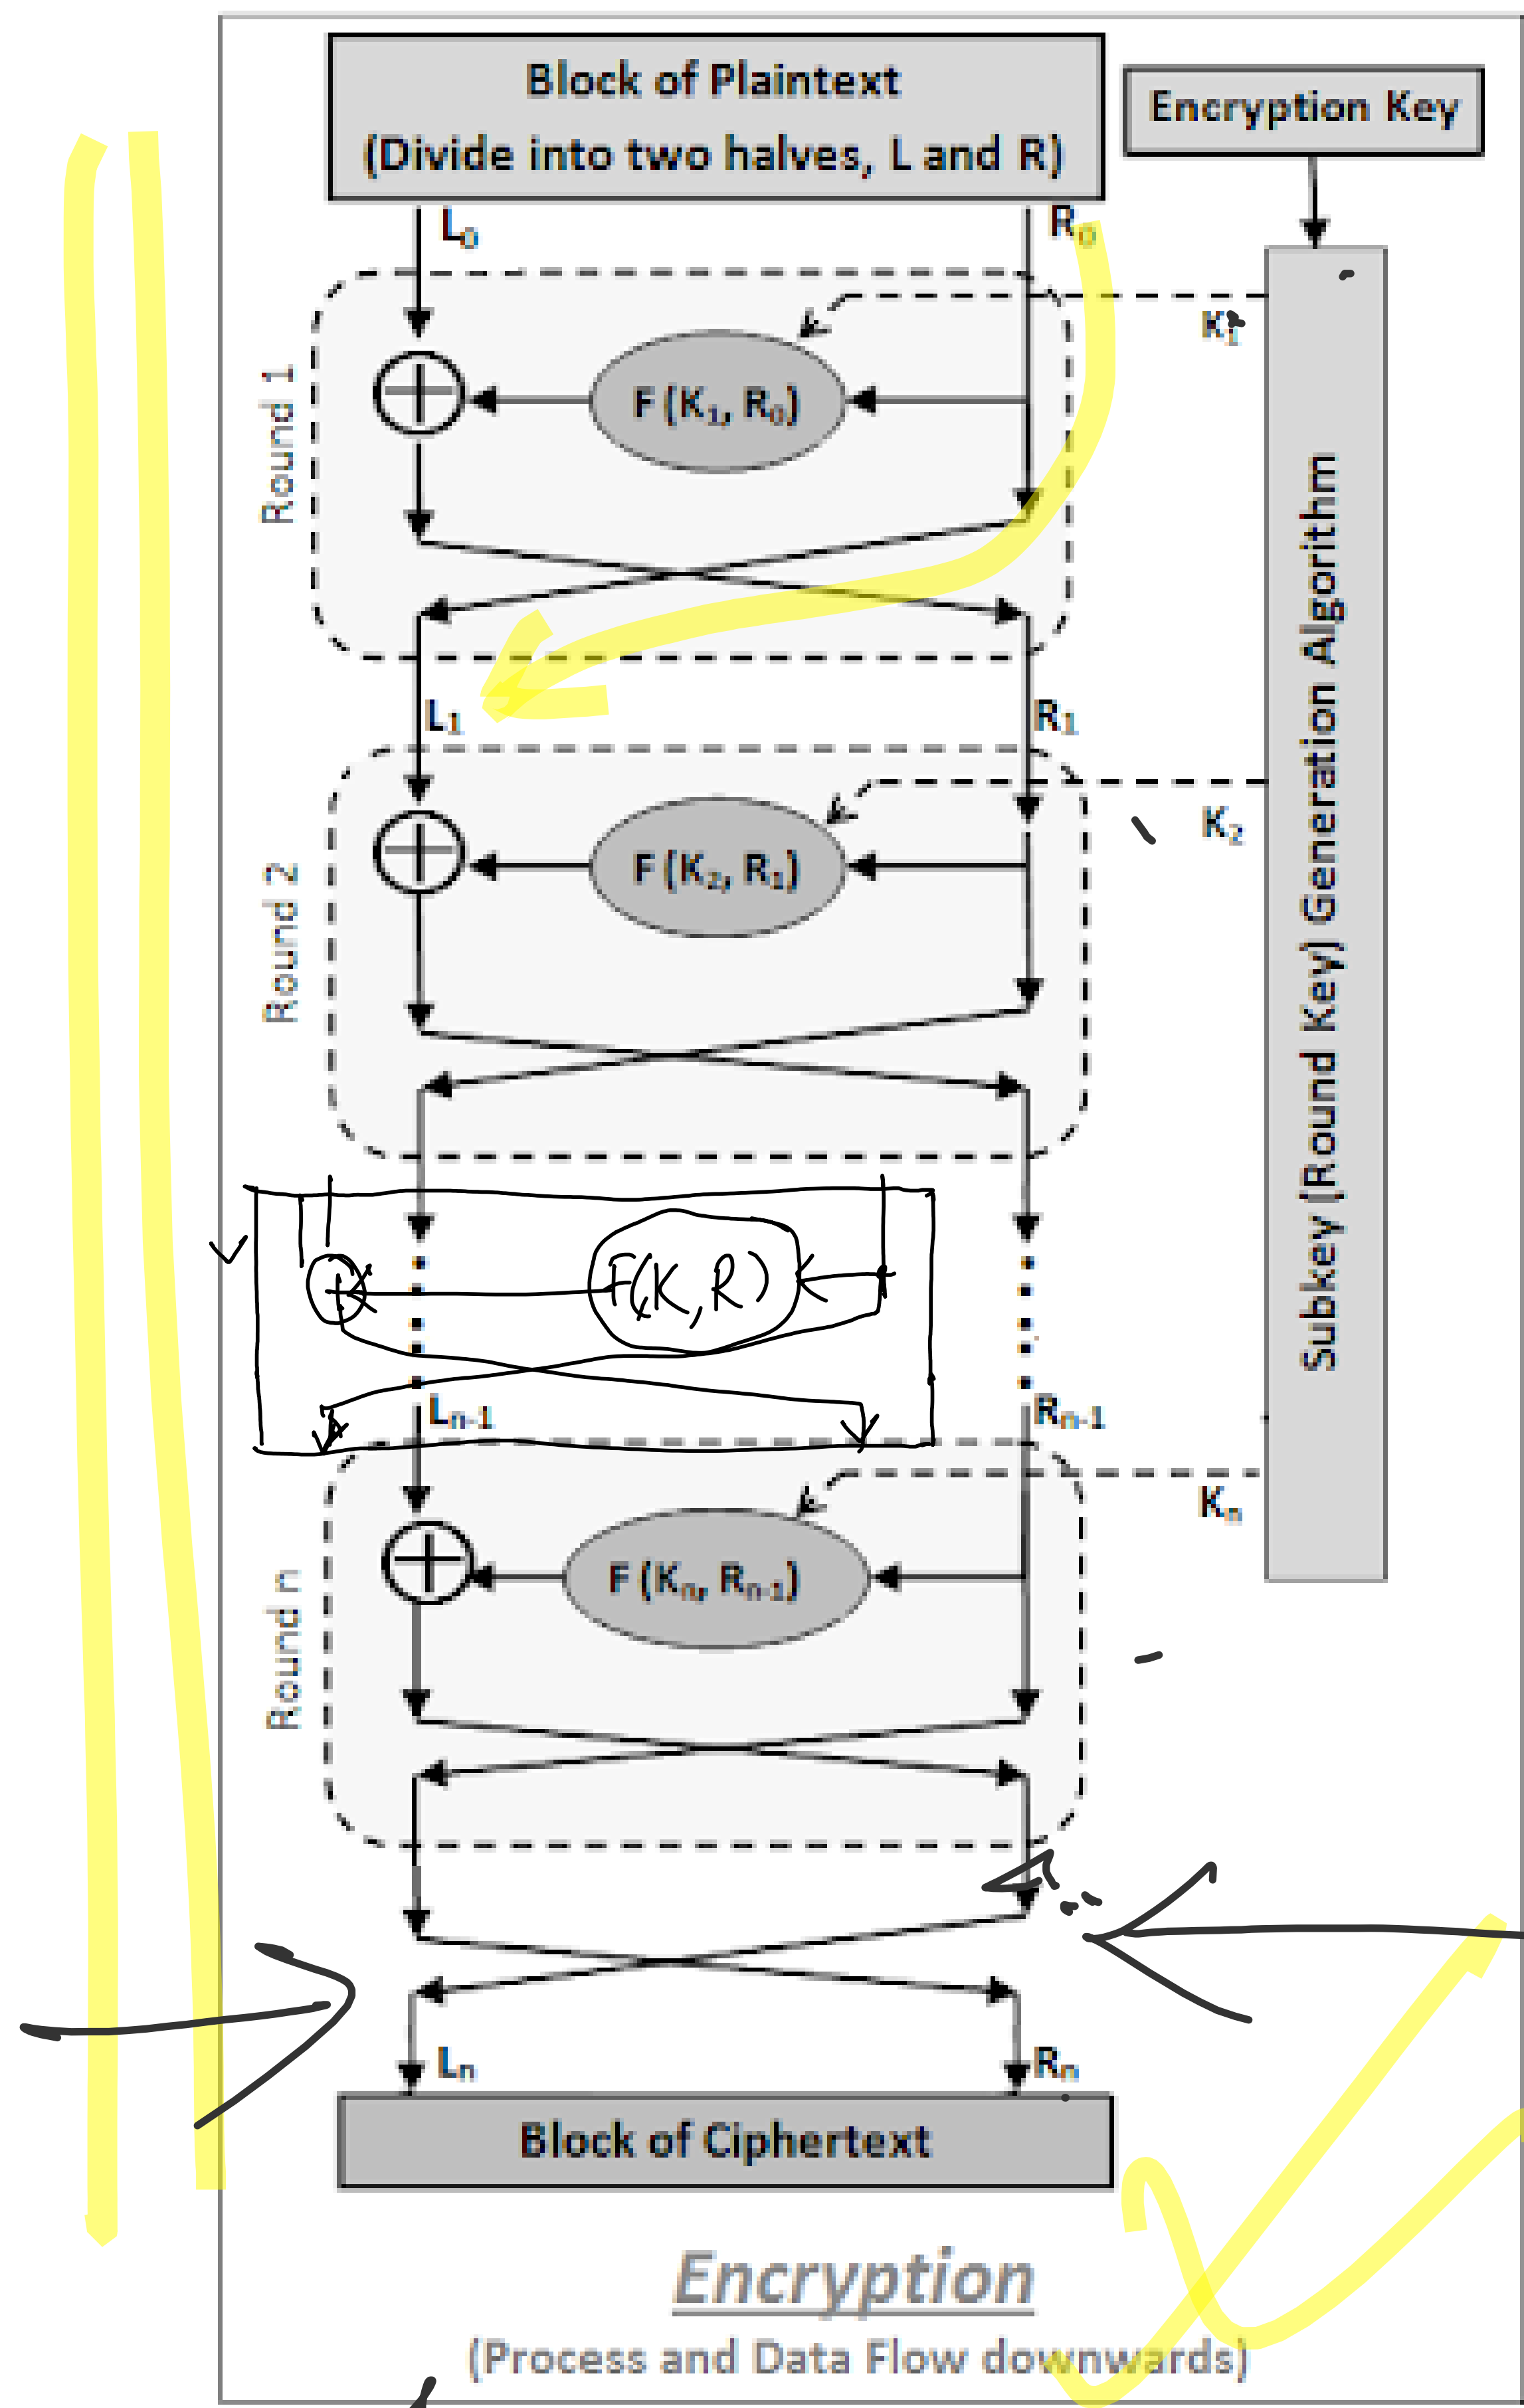 Block of Plaintext
(Divide into two halves, L and R)
Encryption Key
L₀
R₀
K₁
Round 1
F (K₁, R₀)
L₁
R₁
K₂
Round 2
F (K₂, R₁)
Subkey (Round Key) Generation Algorithm
F(K,R)
Lₙ₋₁
Rₙ₋₁
Kₙ
Round n
F (Kₙ, Rₙ₋₁)
Lₙ
Rₙ
Block of Ciphertext
Encryption
(Process and Data Flow downwards)